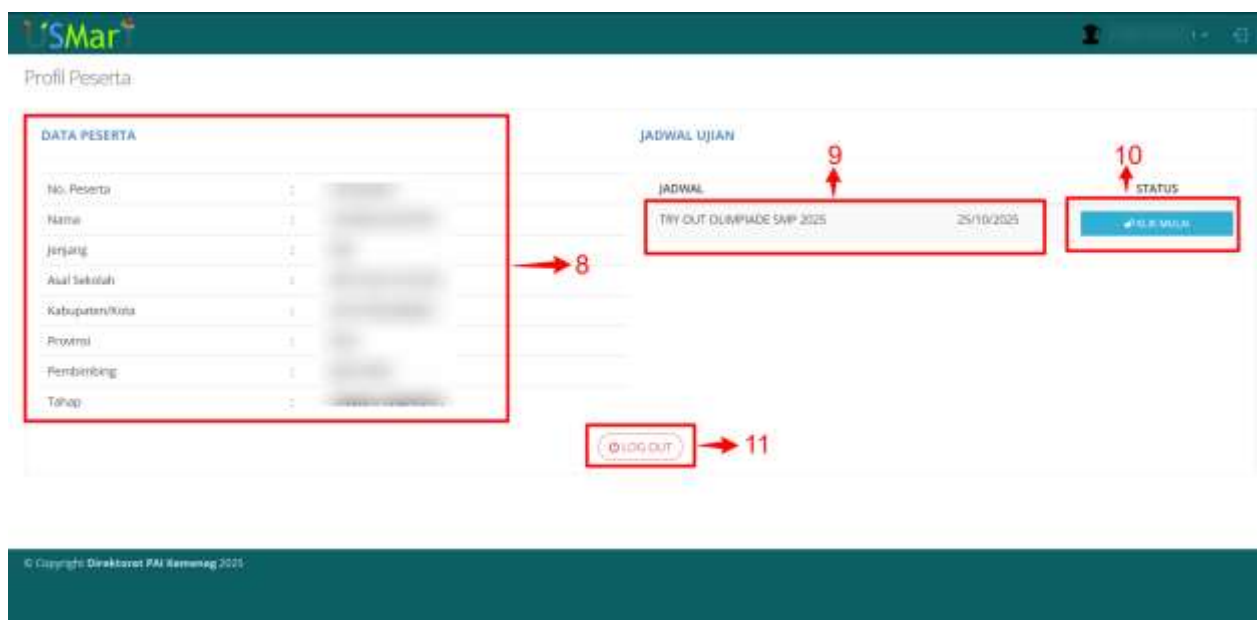 USMarT
Profil Peserta
DATA PESERTA
No. Peserta :
Nama :
Jenjang :
Asal Sekolah :
Kabupaten/Kota :
Provinsi :
Pembimbing :
Tahap :
8
JADWAL UJIAN
9
10
JADWAL STATUS
TRY OUT OLIMPIADE SMP 2025 25/10/2025 KLIK MULAI
LOG OUT
11
© Copyright Direktorat PAI Kemenag 2025